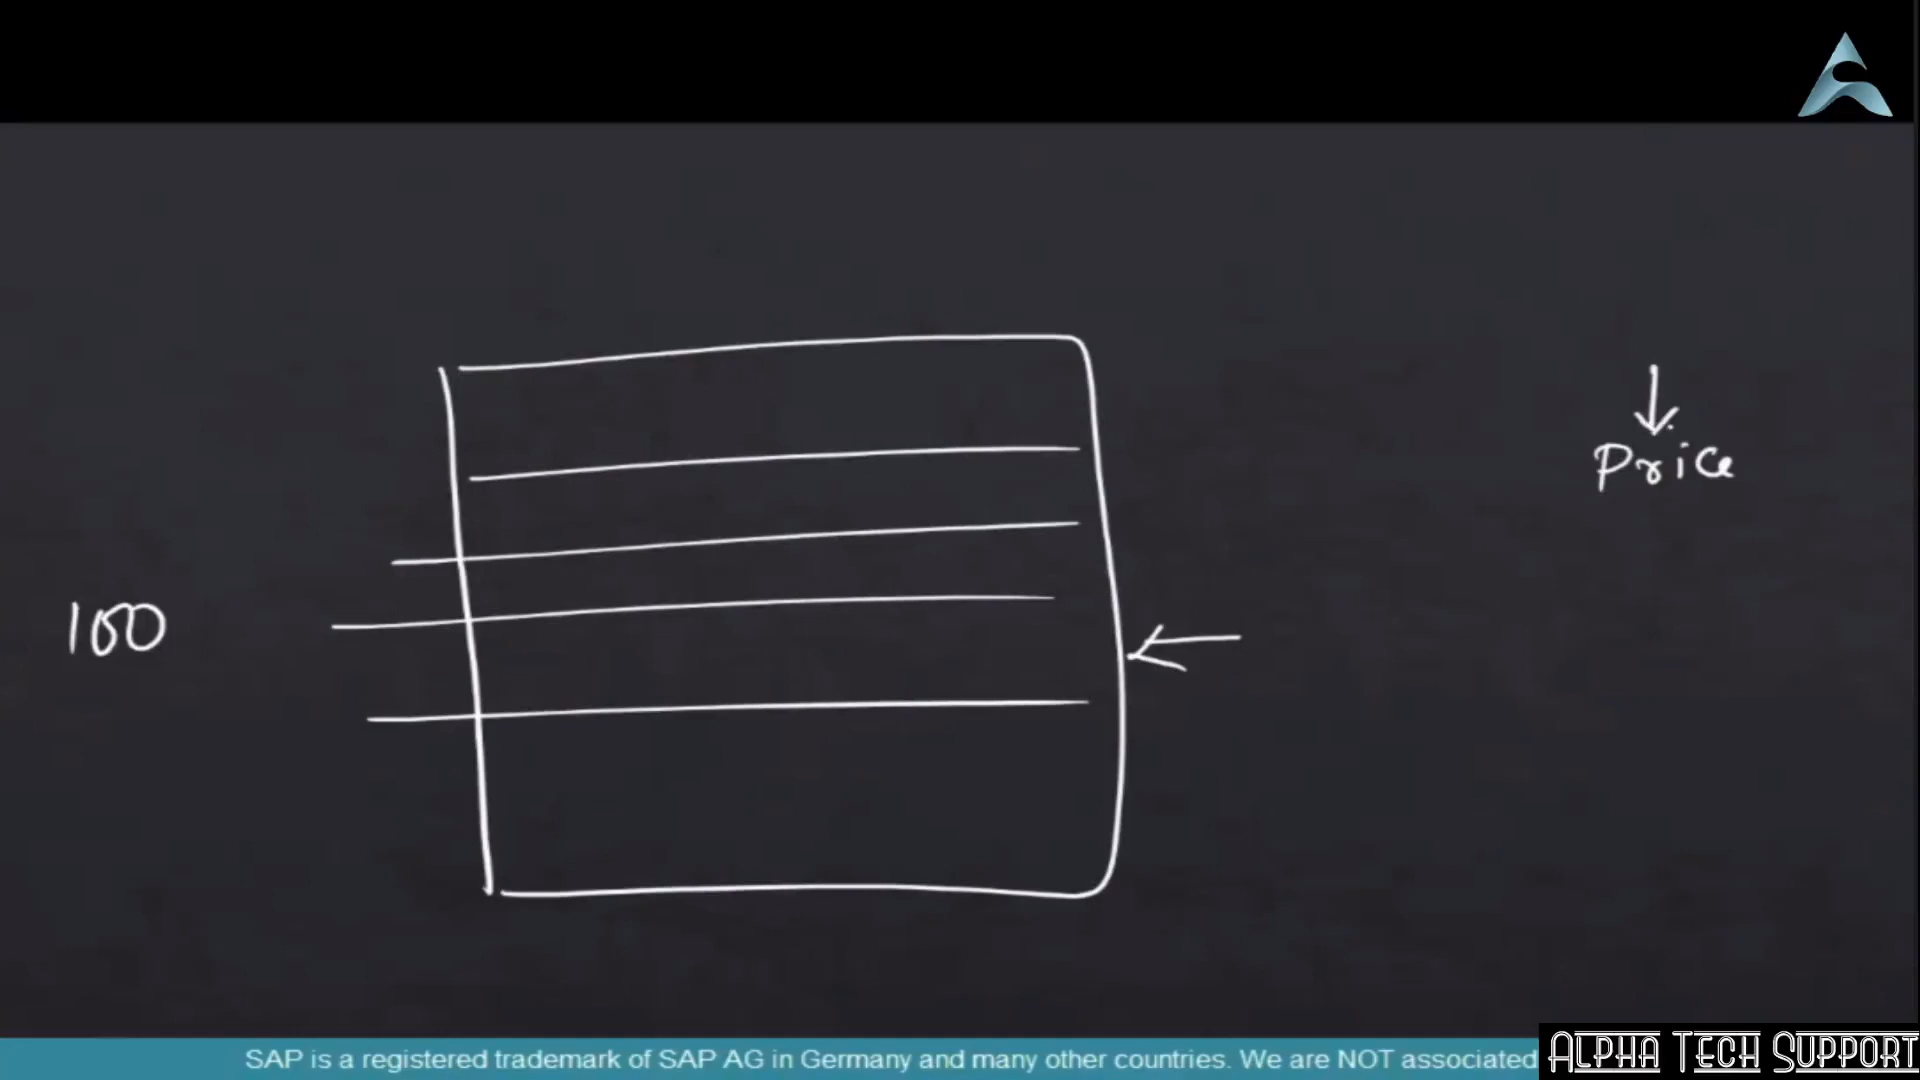 Price
100
SAP is a registered trademark of SAP AG in Germany and many other countries. We are NOT associated
ALPHA TECH SUPPORT